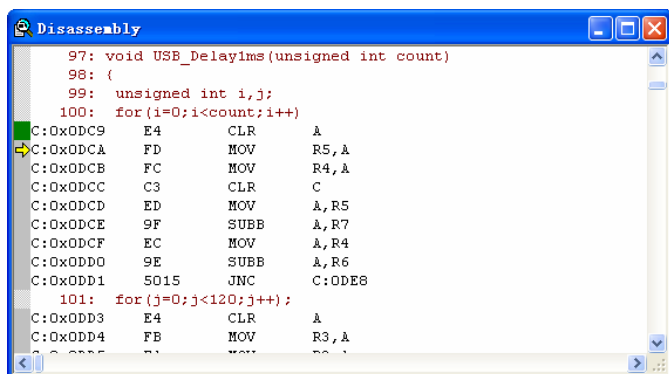 Disassembly
97: void USB_Delay1ms(unsigned int count)
98: {
99: unsigned int i,j;
100: for(i=0;i<count;i++)
C:0x0DC9 E4 CLR A
C:0x0DCA FD MOV R5,A
C:0x0DCB FC MOV R4,A
C:0x0DCC C3 CLR C
C:0x0DCD ED MOV A,R5
C:0x0DCE 9F SUBB A,R7
C:0x0DCF EC MOV A,R4
C:0x0DD0 9E SUBB A,R6
C:0x0DD1 5015 JNC C:0DE8
101: for(j=0;j<120;j++);
C:0x0DD3 E4 CLR A
C:0x0DD4 FB MOV R3,A